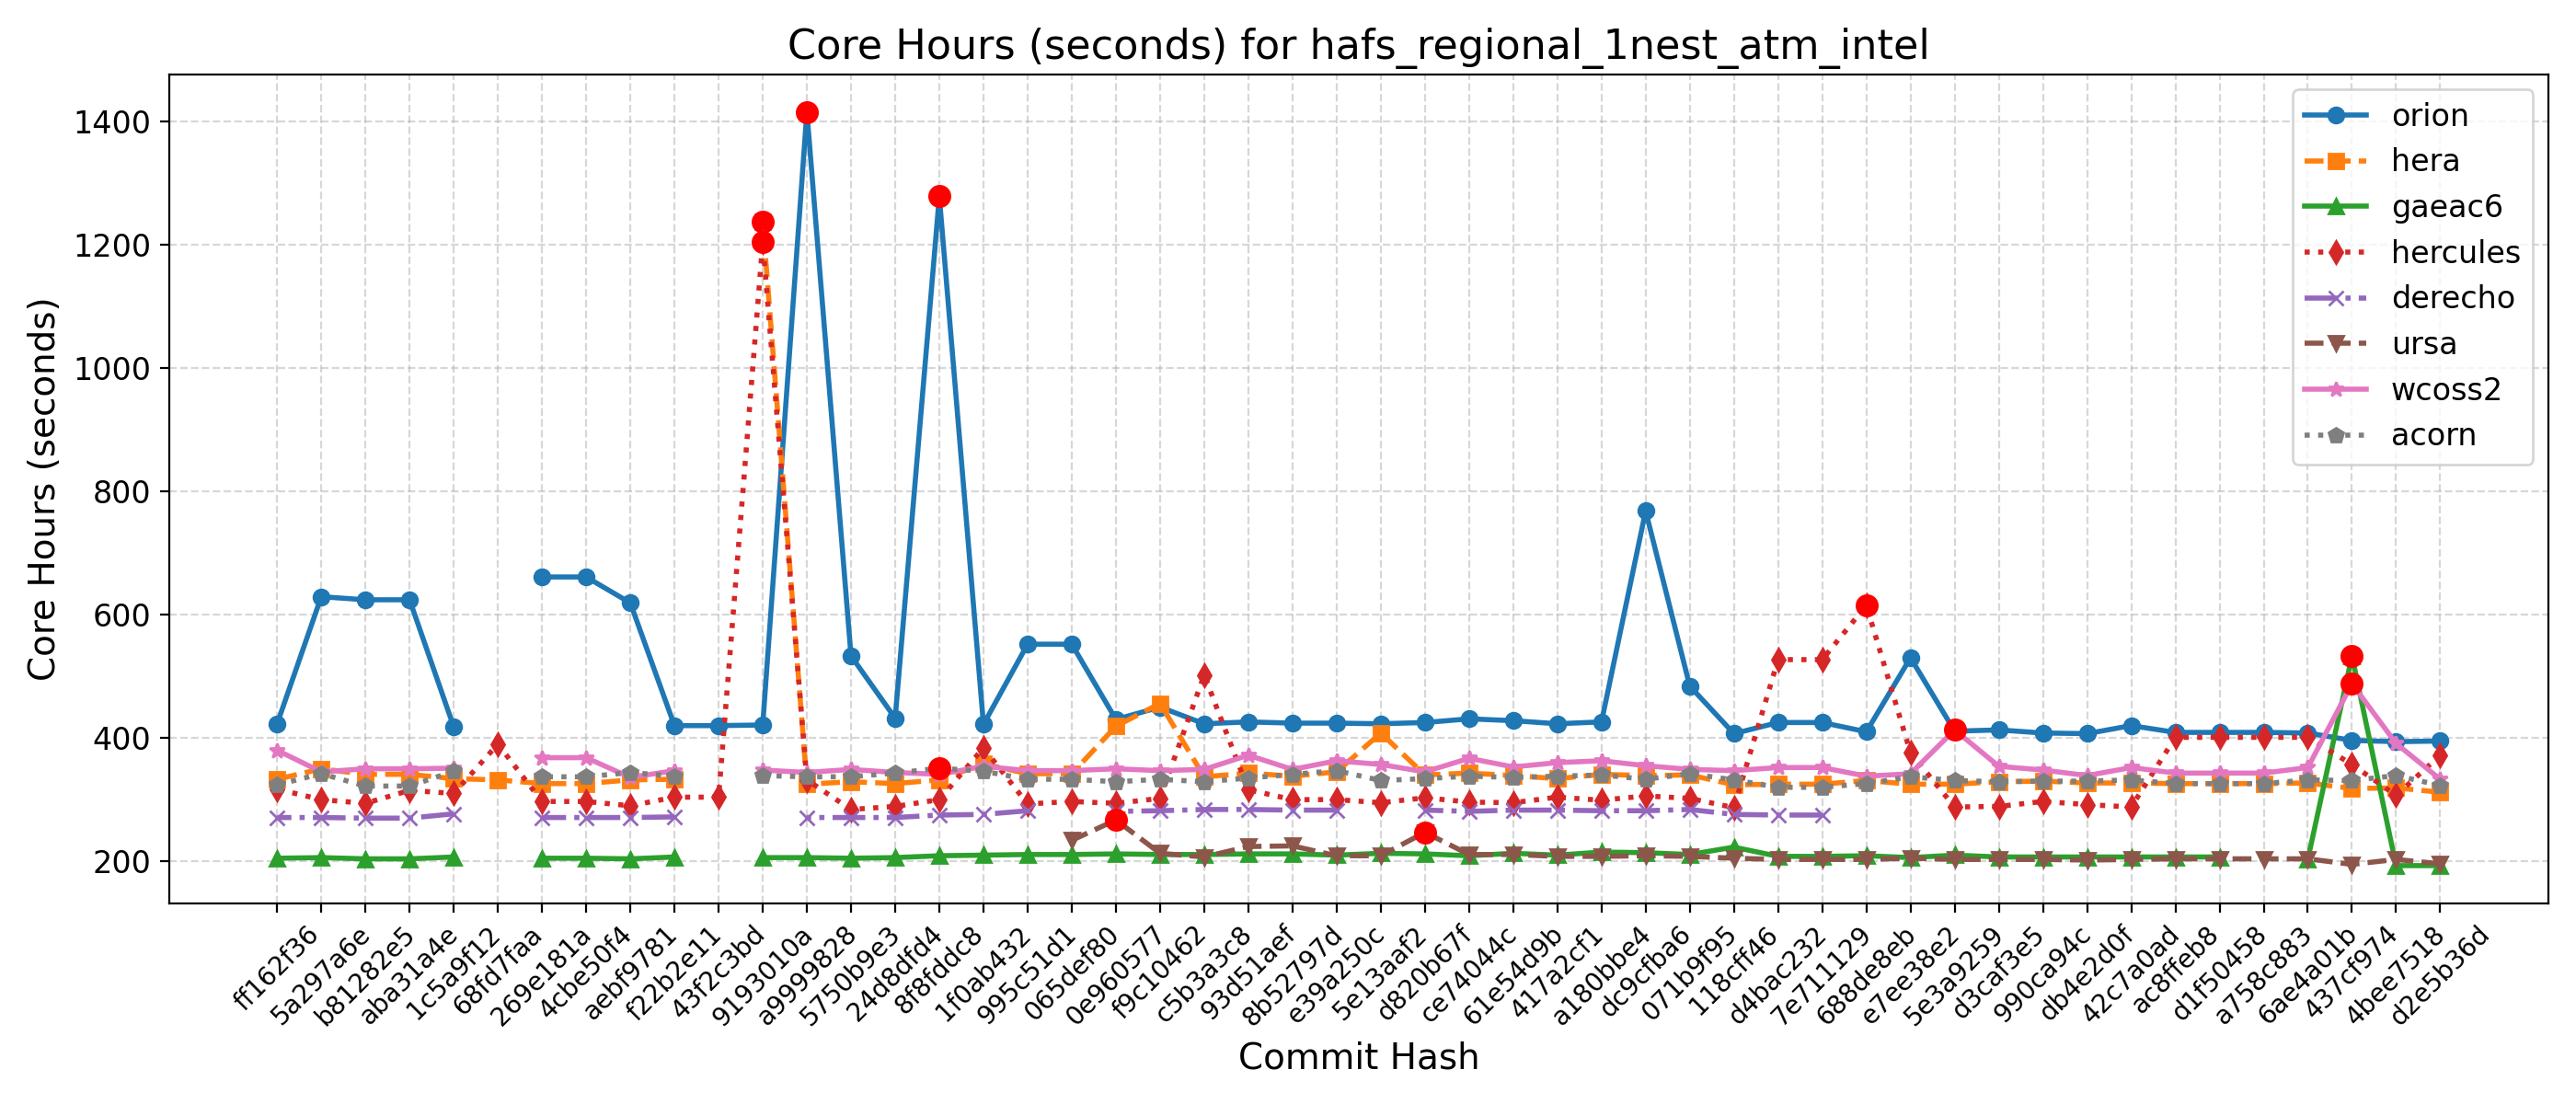 Core Hours (seconds) for hafs_regional_1nest_atm_intel
Core Hours (seconds)
1400
1200
1000
800
600
400
200
orion
hera
gaeac6
hercules
derecho
ursa
wcoss2
acorn
ff162f36
5a297a6e
b81282e5
aba31a4e
1c5a9f12
68fd7faa
269e181a
4cbe50f4
aebf9781
f22b2e11
43f2c3bd
9193010a
a9999828
5750b9e3
24d8dfd4
8f8fddc8
1f0ab432
995c51d1
065def80
0e960577
f9c10462
c5b3a3c8
93d51aef
8b52797d
e39a250c
5e13aaf2
d820b67f
ce74044c
61e54d9b
417a2cf1
a180bbe4
dc9cfba6
071b9f95
118cff46
d4bac232
7e711129
688de8eb
e7ee38e2
5e3a9259
d3caf3e5
990ca94c
db4e2d0f
42c7a0ad
ac8ffeb8
d1f50458
a758c883
6ae4a01b
437cf974
4bee7518
d2e5b36d
Commit Hash